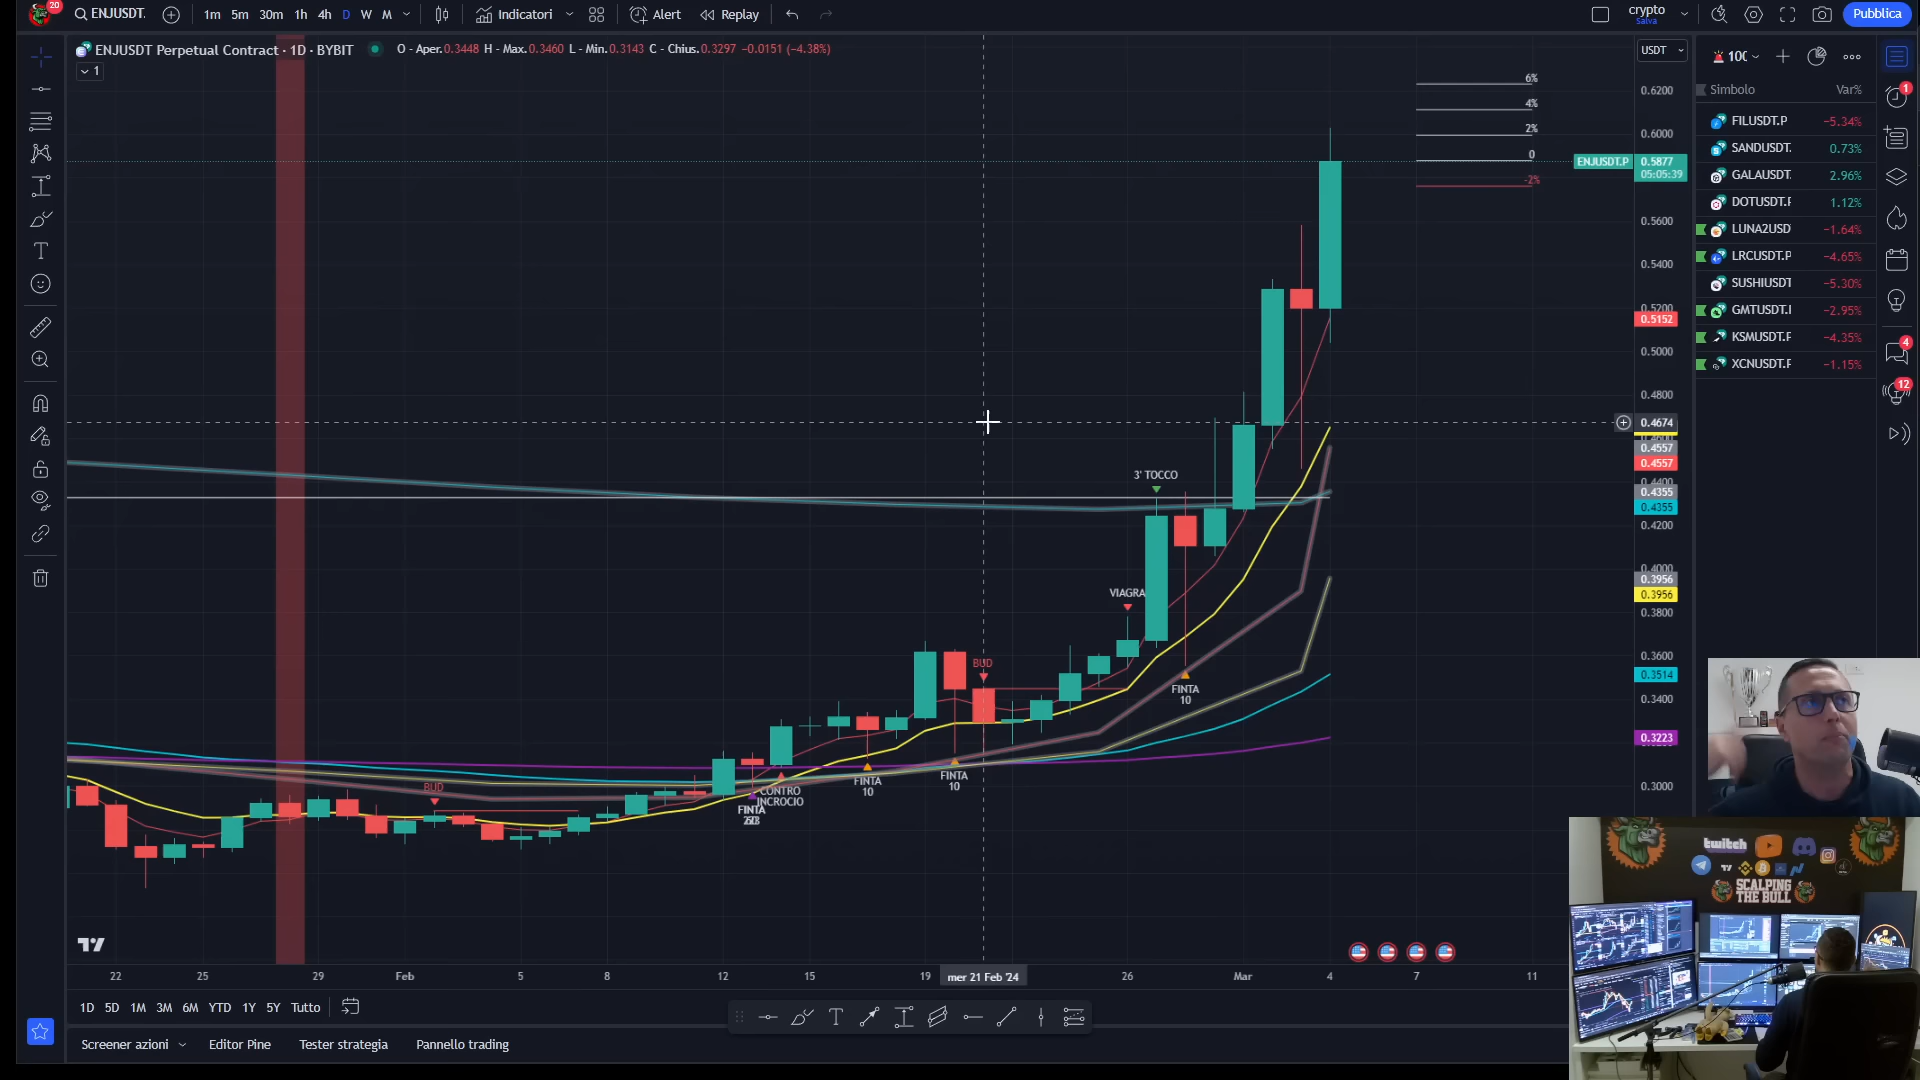 20
ENJUSDT.
1m 5m 30m 1h 4h D W M
Indicatori
Alert
Replay
crypto
Salva
Pubblica
ENJUSDT Perpetual Contract · 1D · BYBIT
O - Aper.0.3448 H - Max.0.3460 L - Min.0.3143 C - Chius.0.3297 −0.0151 (−4.38%)
1
USDT
10C
Simbolo Var%
FILUSDT.P −5.34%
SANDUSDT. 0.73%
GALAUSDT. 2.96%
DOTUSDT.F 1.12%
LUNA2USD −1.64%
LRCUSDT.P −4.65%
SUSHIUSDT −5.30%
GMTUSDT.I −2.95%
KSMUSDT.F −4.35%
XCNUSDT.F −1.15%
1
4
12
6%
4%
2%
0
-2%
0.6200
0.6000
ENJUSDT.P 0.5877
05:05:39
0.5600
0.5400
0.5200
0.5152
0.5000
0.4800
0.4674
0.4600
0.4557
0.4557
0.4400
0.4355
0.4355
0.4200
0.4000
0.3956
0.3956
0.3800
0.3600
0.3514
0.3400
0.3223
0.3000
3' TOCCO
VIAGRA
BUD
FINTA
10
BUD
CONTRO
INCROCIO
FINTA
FINTA
10
FINTA
10
22 25 29 Feb 5 8 12 15 19 mer 21 Feb '24 26 Mar 4 7 11
1D 5D 1M 3M 6M YTD 1Y 5Y Tutto
Screener azioni
Editor Pine
Tester strategia
Pannello trading
twitch
SCALPING
THE BULL